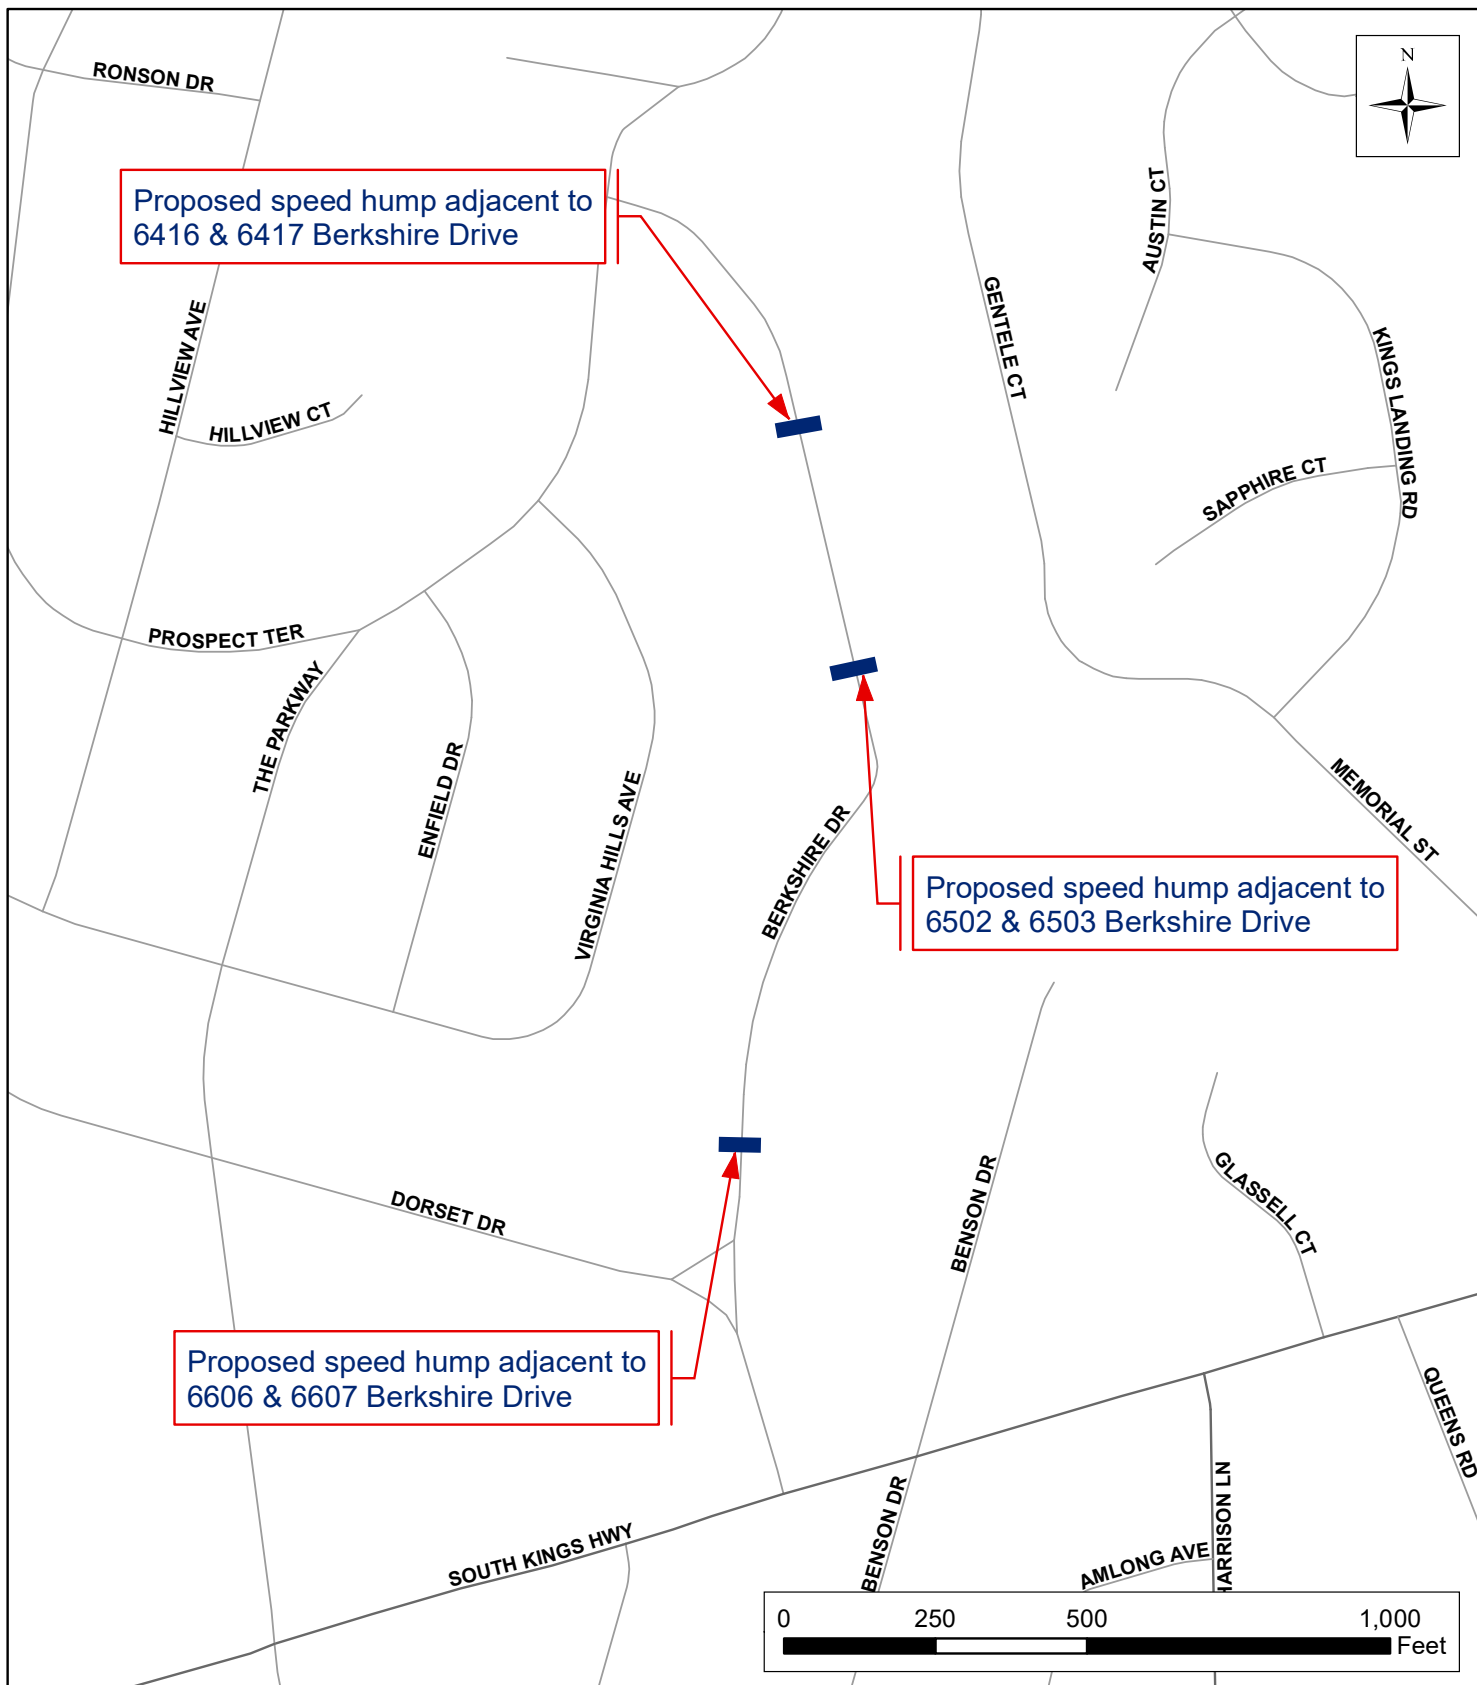 N
RONSON DR
Proposed speed hump adjacent to
6416 & 6417 Berkshire Drive
AUSTIN CT
GENTELE CT
HILLVIEW AVE
HILLVIEW CT
KINGS LANDING RD
SAPPHIRE CT
PROSPECT TER
THE PARKWAY
ENFIELD DR
VIRGINIA HILLS AVE
BERKSHIRE DR
MEMORIAL ST
Proposed speed hump adjacent to
6502 & 6503 Berkshire Drive
DORSET DR
BENSON DR
GLASSELL CT
Proposed speed hump adjacent to
6606 & 6607 Berkshire Drive
QUEENS RD
SOUTH KINGS HWY
BENSON DR
AMLONG AVE
HARRISON LN
0 250 500 1,000
Feet